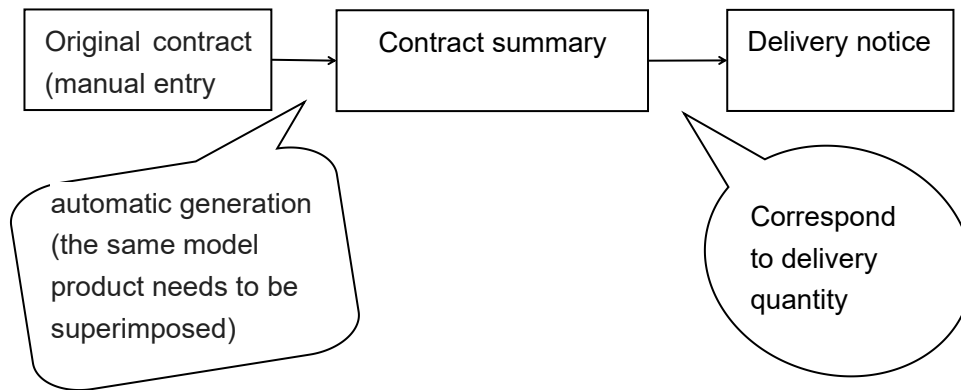 Original contract
(manual entry
Contract summary
Delivery notice
automatic generation
(the same model
product needs to be
superimposed)
Correspond
to delivery
quantity